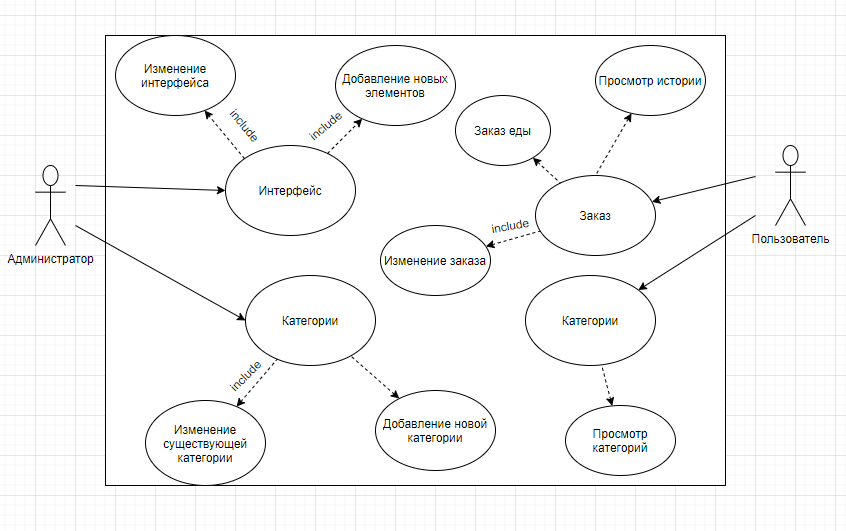 Изменение
интерфейса
Добавление новых
элементов
Просмотр истории
include
include
Заказ еды
Интерфейс
Заказ
include
Пользователь
Администратор
Изменение заказа
Категории
Категории
include
Изменение
существующей
категории
Добавление новой
категории
Просмотр
категорий